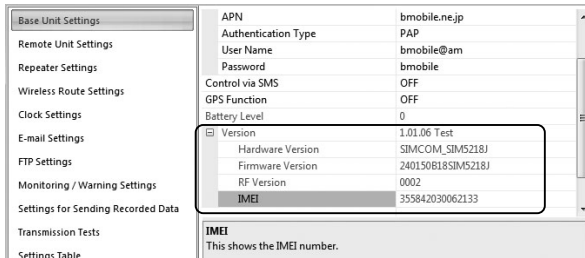 Base Unit Settings
Remote Unit Settings
Repeater Settings
Wireless Route Settings
Clock Settings
E-mail Settings
FTP Settings
Monitoring / Warning Settings
Settings for Sending Recorded Data
Transmission Tests
Settings Table
APN bmobile.ne.jp
Authentication Type PAP
User Name bmobile@am
Password bmobile
Control via SMS OFF
GPS Function OFF
Battery Level 0
Version 1.01.06 Test
Hardware Version SIMCOM_SIM5218J
Firmware Version 240150B18SIM5218J
RF Version 0002
IMEI 355842030062133
IMEI
This shows the IMEI number.